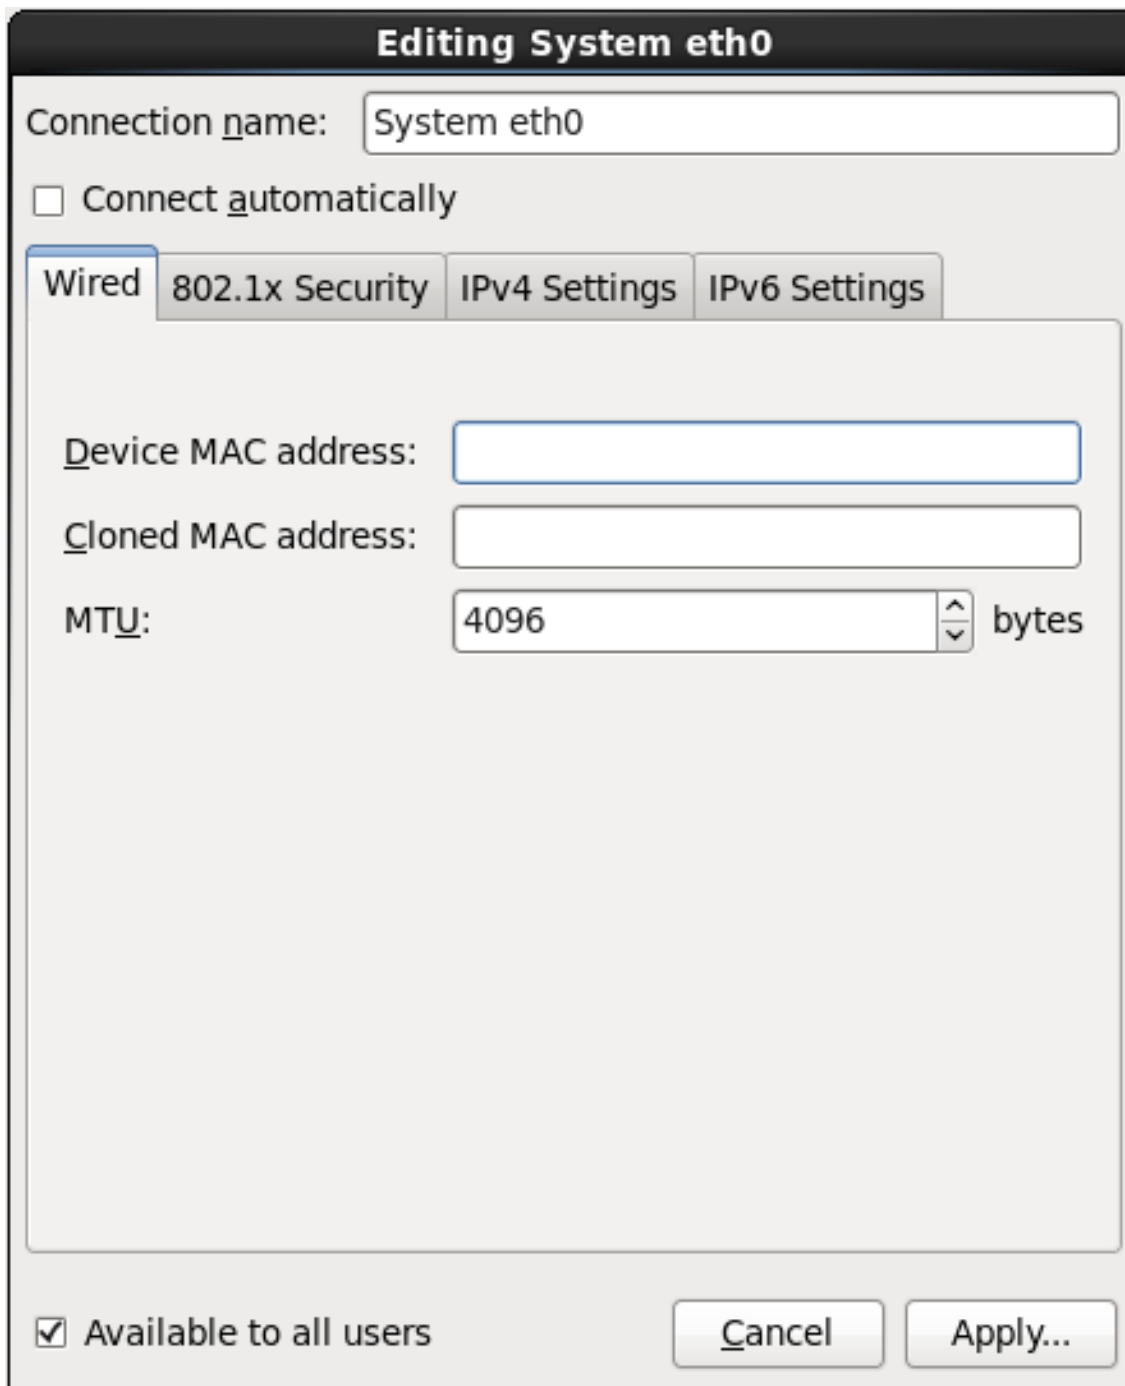 Editing System eth0
Connection name: System eth0
Connect automatically
Wired 802.1x Security IPv4 Settings IPv6 Settings
Device MAC address:
Cloned MAC address:
MTU: 4096 bytes
Available to all users Cancel Apply...